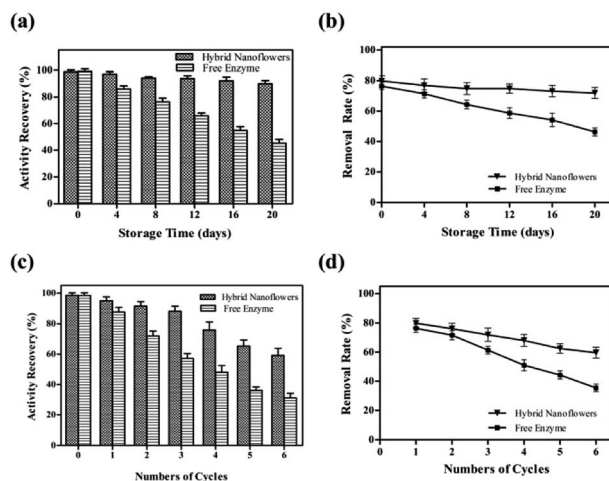 (a)
Hybrid Nanoflowers
Free Enzyme
Activity Recovery (%)
100
80
60
40
20
0
0 4 8 12 16 20
Storage Time (days)
(b)
Removal Rate (%)
100
80
60
40
20
0
Hybrid Nanoflowers
Free Enzyme
0 4 8 12 16 20
Storage Time (days)
(c)
Hybrid Nanoflowers
Free Enzyme
Activity Recovery (%)
100
80
60
40
20
0
0 1 2 3 4 5 6
Numbers of Cycles
(d)
Removal Rate (%)
100
80
60
40
20
0
Hybrid Nanoflowers
Free Enzyme
0 1 2 3 4 5 6
Numbers of Cycles